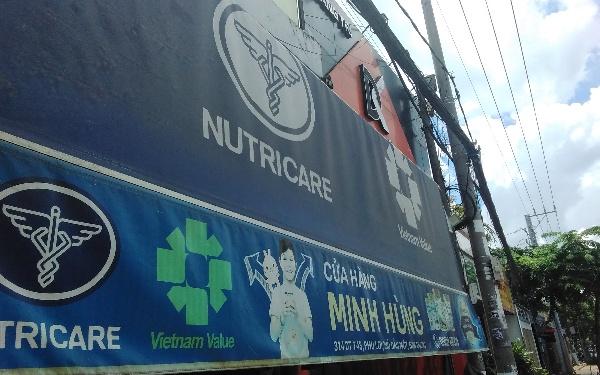 NUTRICARE
Vietnam Value
TRICARE
Vietnam Value
CỬA HÀNG
MINH HÙNG